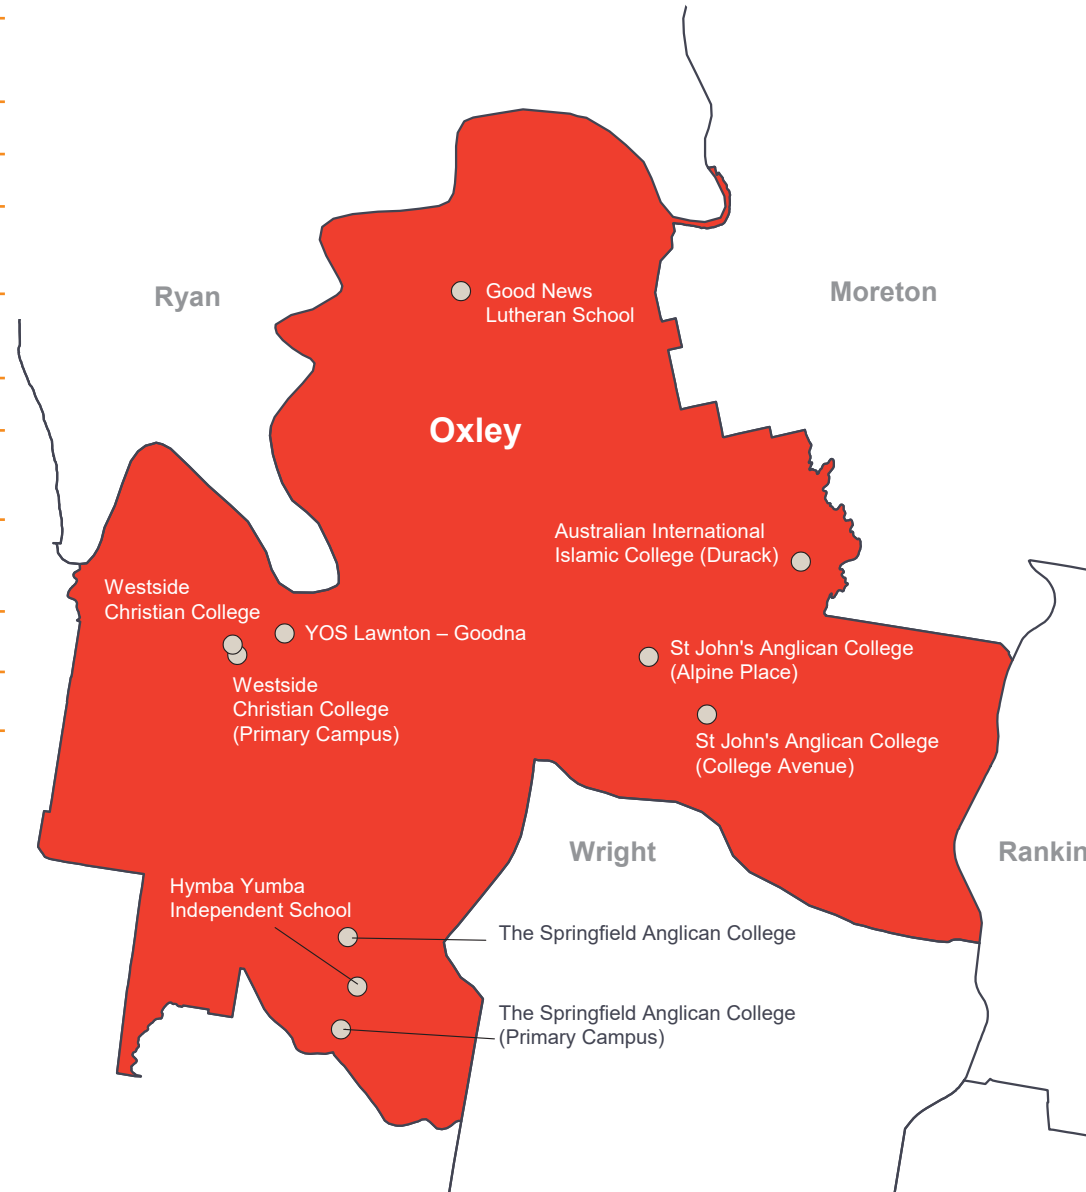 Ryan
Moreton
Good News
Lutheran School
Oxley
Australian International
Islamic College (Durack)
Westside
Christian College
YOS Lawnton – Goodna
St John's Anglican College
(Alpine Place)
Westside
Christian College
(Primary Campus)
St John's Anglican College
(College Avenue)
Wright
Rankin
Hymba Yumba
Independent School
The Springfield Anglican College
The Springfield Anglican College
(Primary Campus)